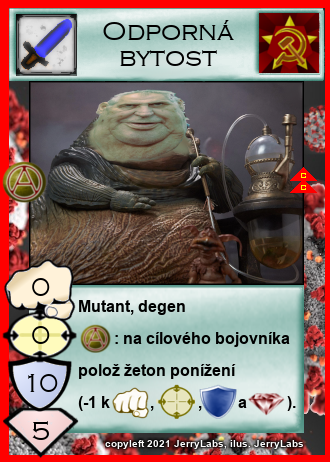 Odporná
bytost
0
0
10
5
Mutant, degen
: na cílového bojovníka
polož žeton ponížení
(-1 k , , a ).
copyleft 2021 JerryLabs, ilus. JerryLabs